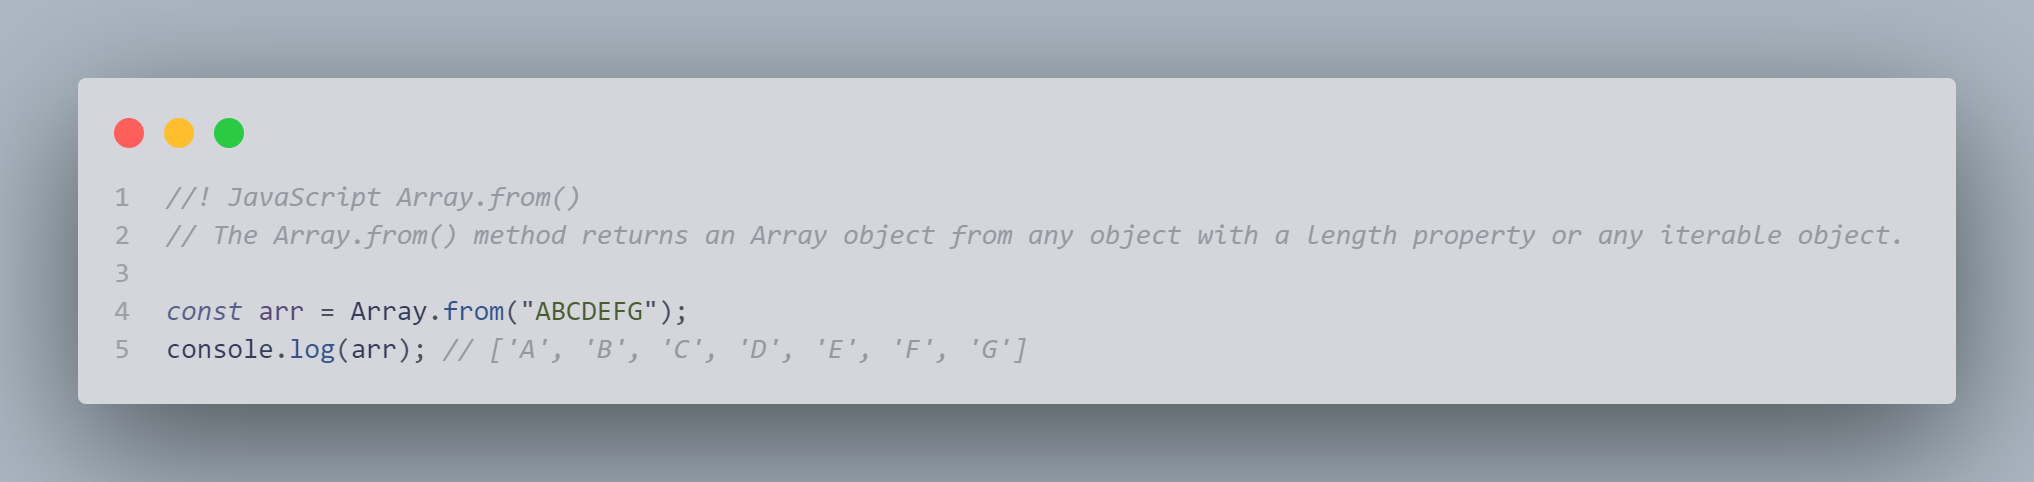 1 //! JavaScript Array.from()
2 // The Array.from() method returns an Array object from any object with a length property or any iterable object.
3
4 const arr = Array.from("ABCDEFG");
5 console.log(arr); // ['A', 'B', 'C', 'D', 'E', 'F', 'G']